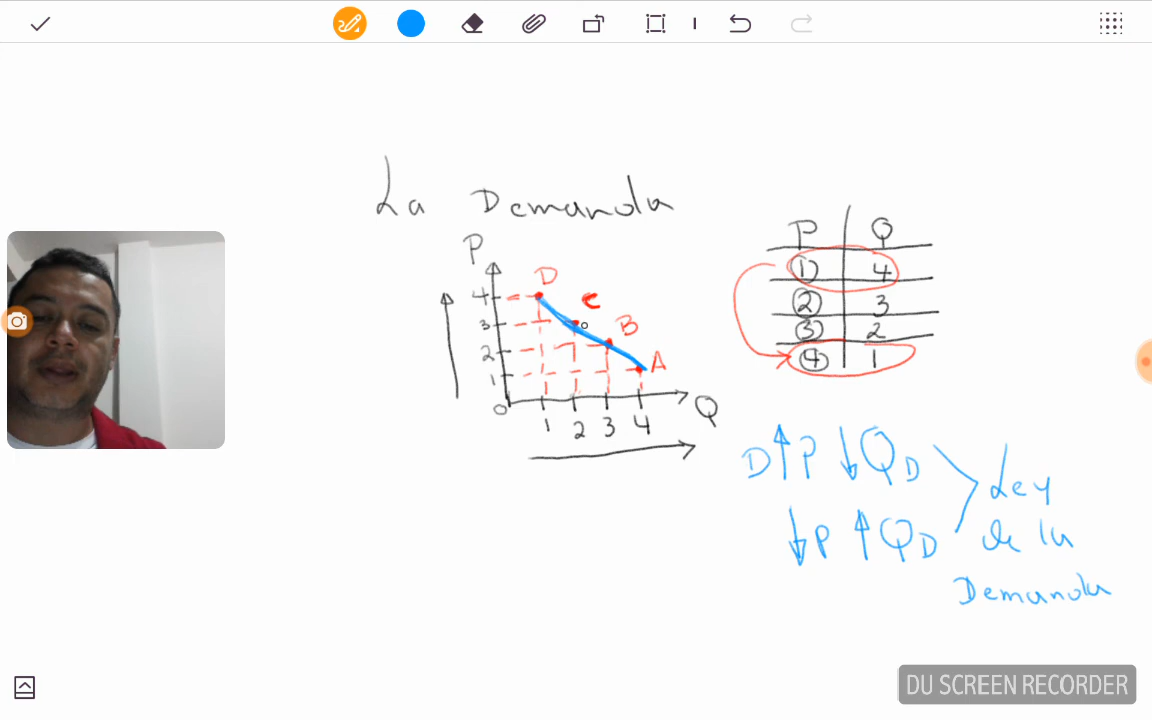 La Demanda
P
4
3
2
1
0
D
C
B
A
1 2 3 4
Q
P Q
1 4
2 3
3 2
4 1
D ↑ P ↓ QD
↓ P ↑ QD
Ley
de la
Demanda
DU SCREEN RECORDER